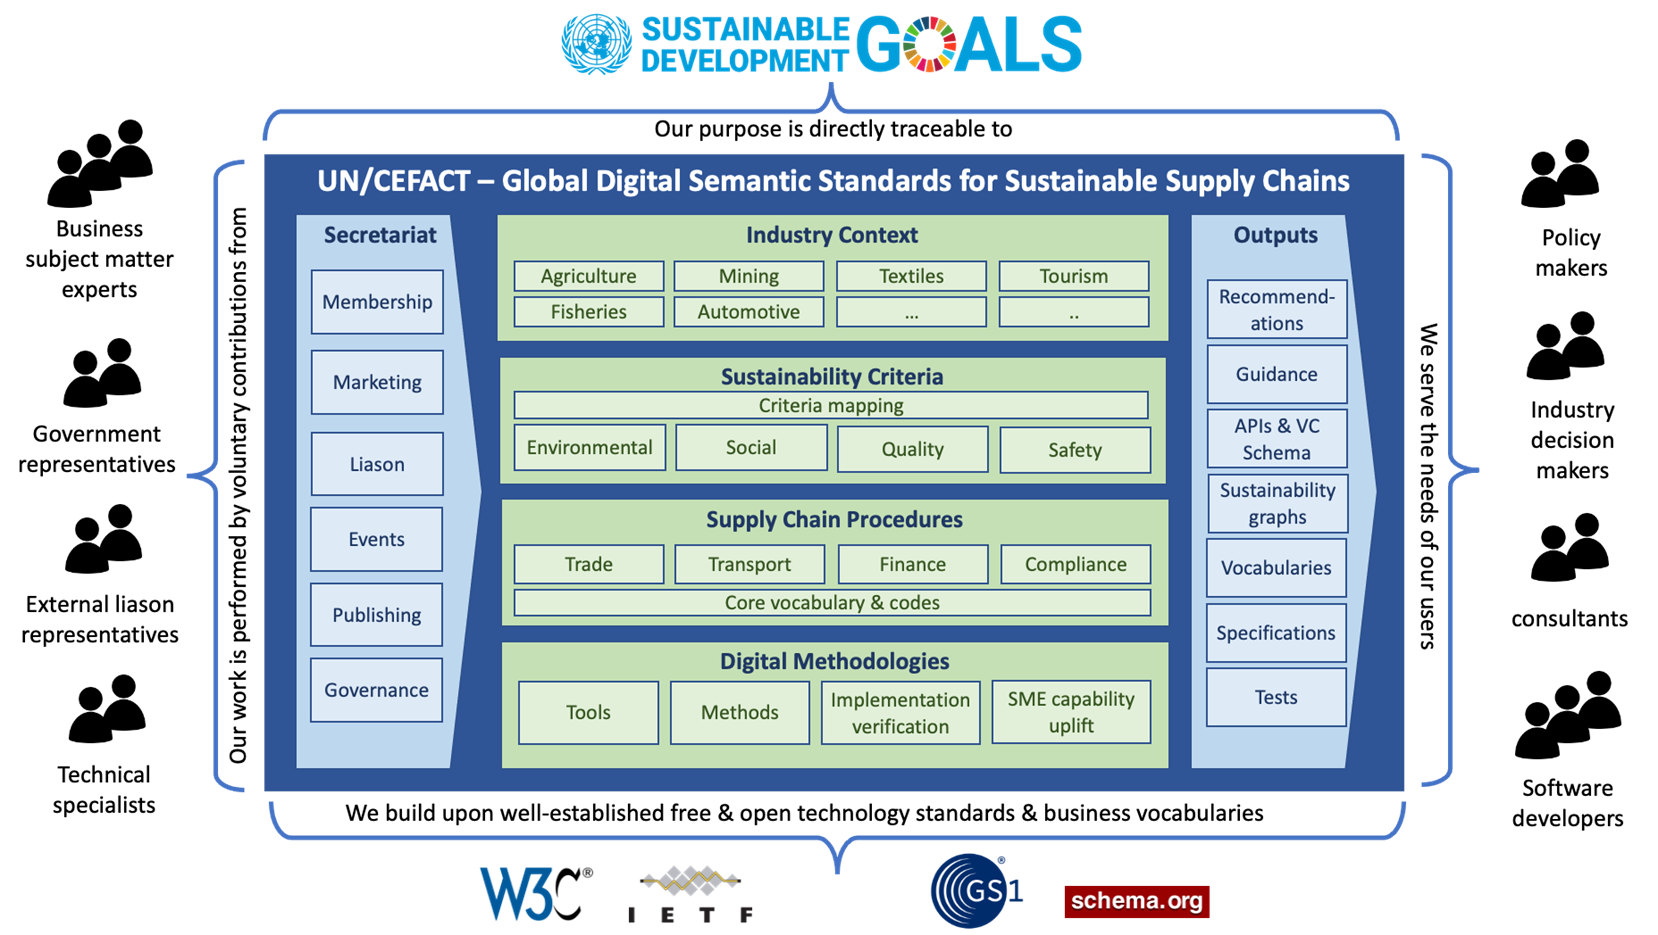 SUSTAINABLE
DEVELOPMENT
GOALS
Our purpose is directly traceable to
UN/CEFACT – Global Digital Semantic Standards for Sustainable Supply Chains
Our work is performed by voluntary contributions from
Business
subject matter
experts
Government
representatives
External liason
representatives
Technical
specialists
Secretariat
Membership
Marketing
Liason
Events
Publishing
Governance
Industry Context
Agriculture
Mining
Textiles
Tourism
Fisheries
Automotive
...
..
Sustainability Criteria
Criteria mapping
Environmental
Social
Quality
Safety
Supply Chain Procedures
Trade
Transport
Finance
Compliance
Core vocabulary & codes
Digital Methodologies
Tools
Methods
Implementation
verification
SME capability
uplift
Outputs
Recommend-
ations
Guidance
APIs & VC
Schema
Sustainability
graphs
Vocabularies
Specifications
Tests
We serve the needs of our users
Policy
makers
Industry
decision
makers
consultants
Software
developers
We build upon well-established free & open technology standards & business vocabularies
W3C®
IETF
GS1®
schema.org